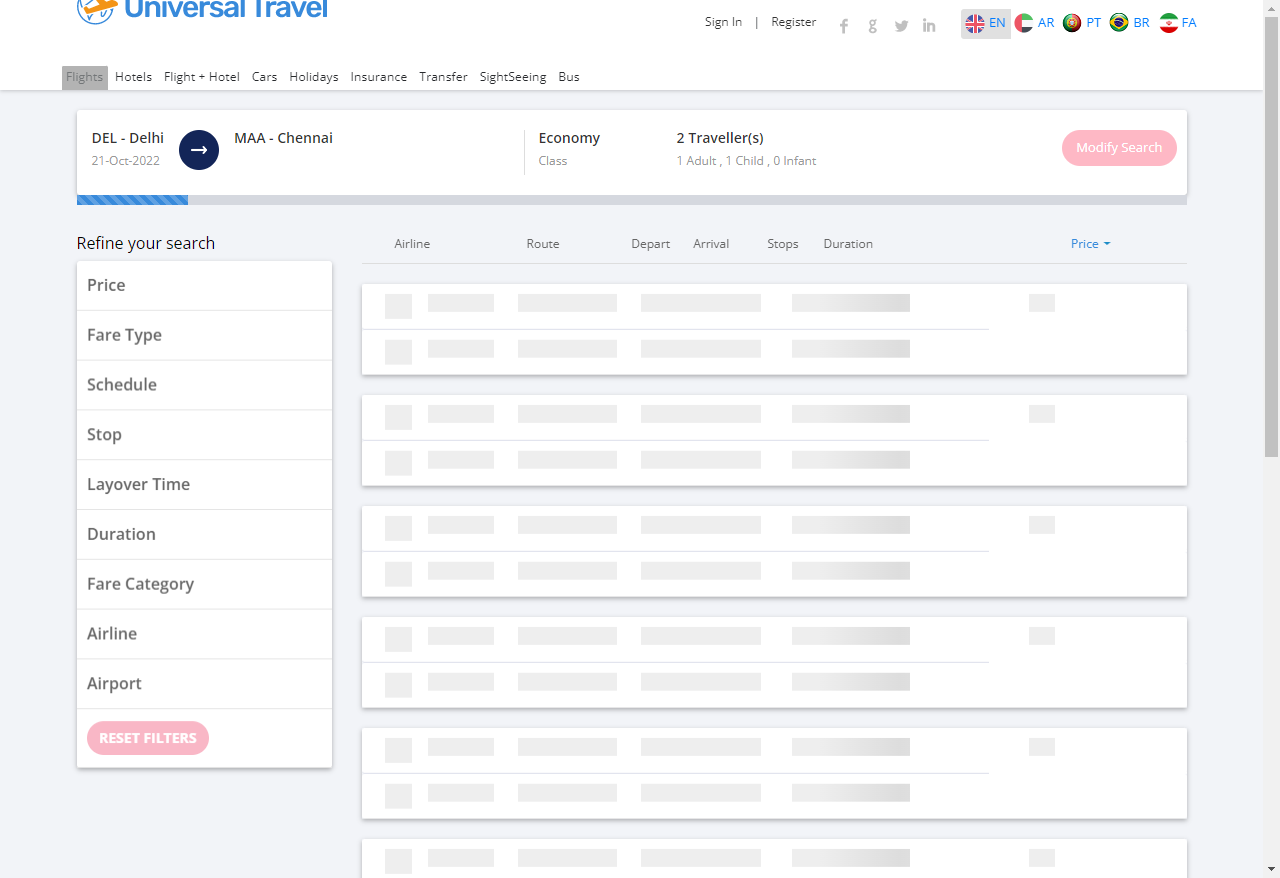 Universal Travel
Sign In | Register
EN AR PT BR FA
Flights Hotels Flight + Hotel Cars Holidays Insurance Transfer SightSeeing Bus
DEL - Delhi → MAA - Chennai Economy 2 Traveller(s)
21-Oct-2022 Class 1 Adult , 1 Child , 0 Infant
Modify Search
Refine your search
Airline Route Depart Arrival Stops Duration Price
Price
Fare Type
Schedule
Stop
Layover Time
Duration
Fare Category
Airline
Airport
RESET FILTERS